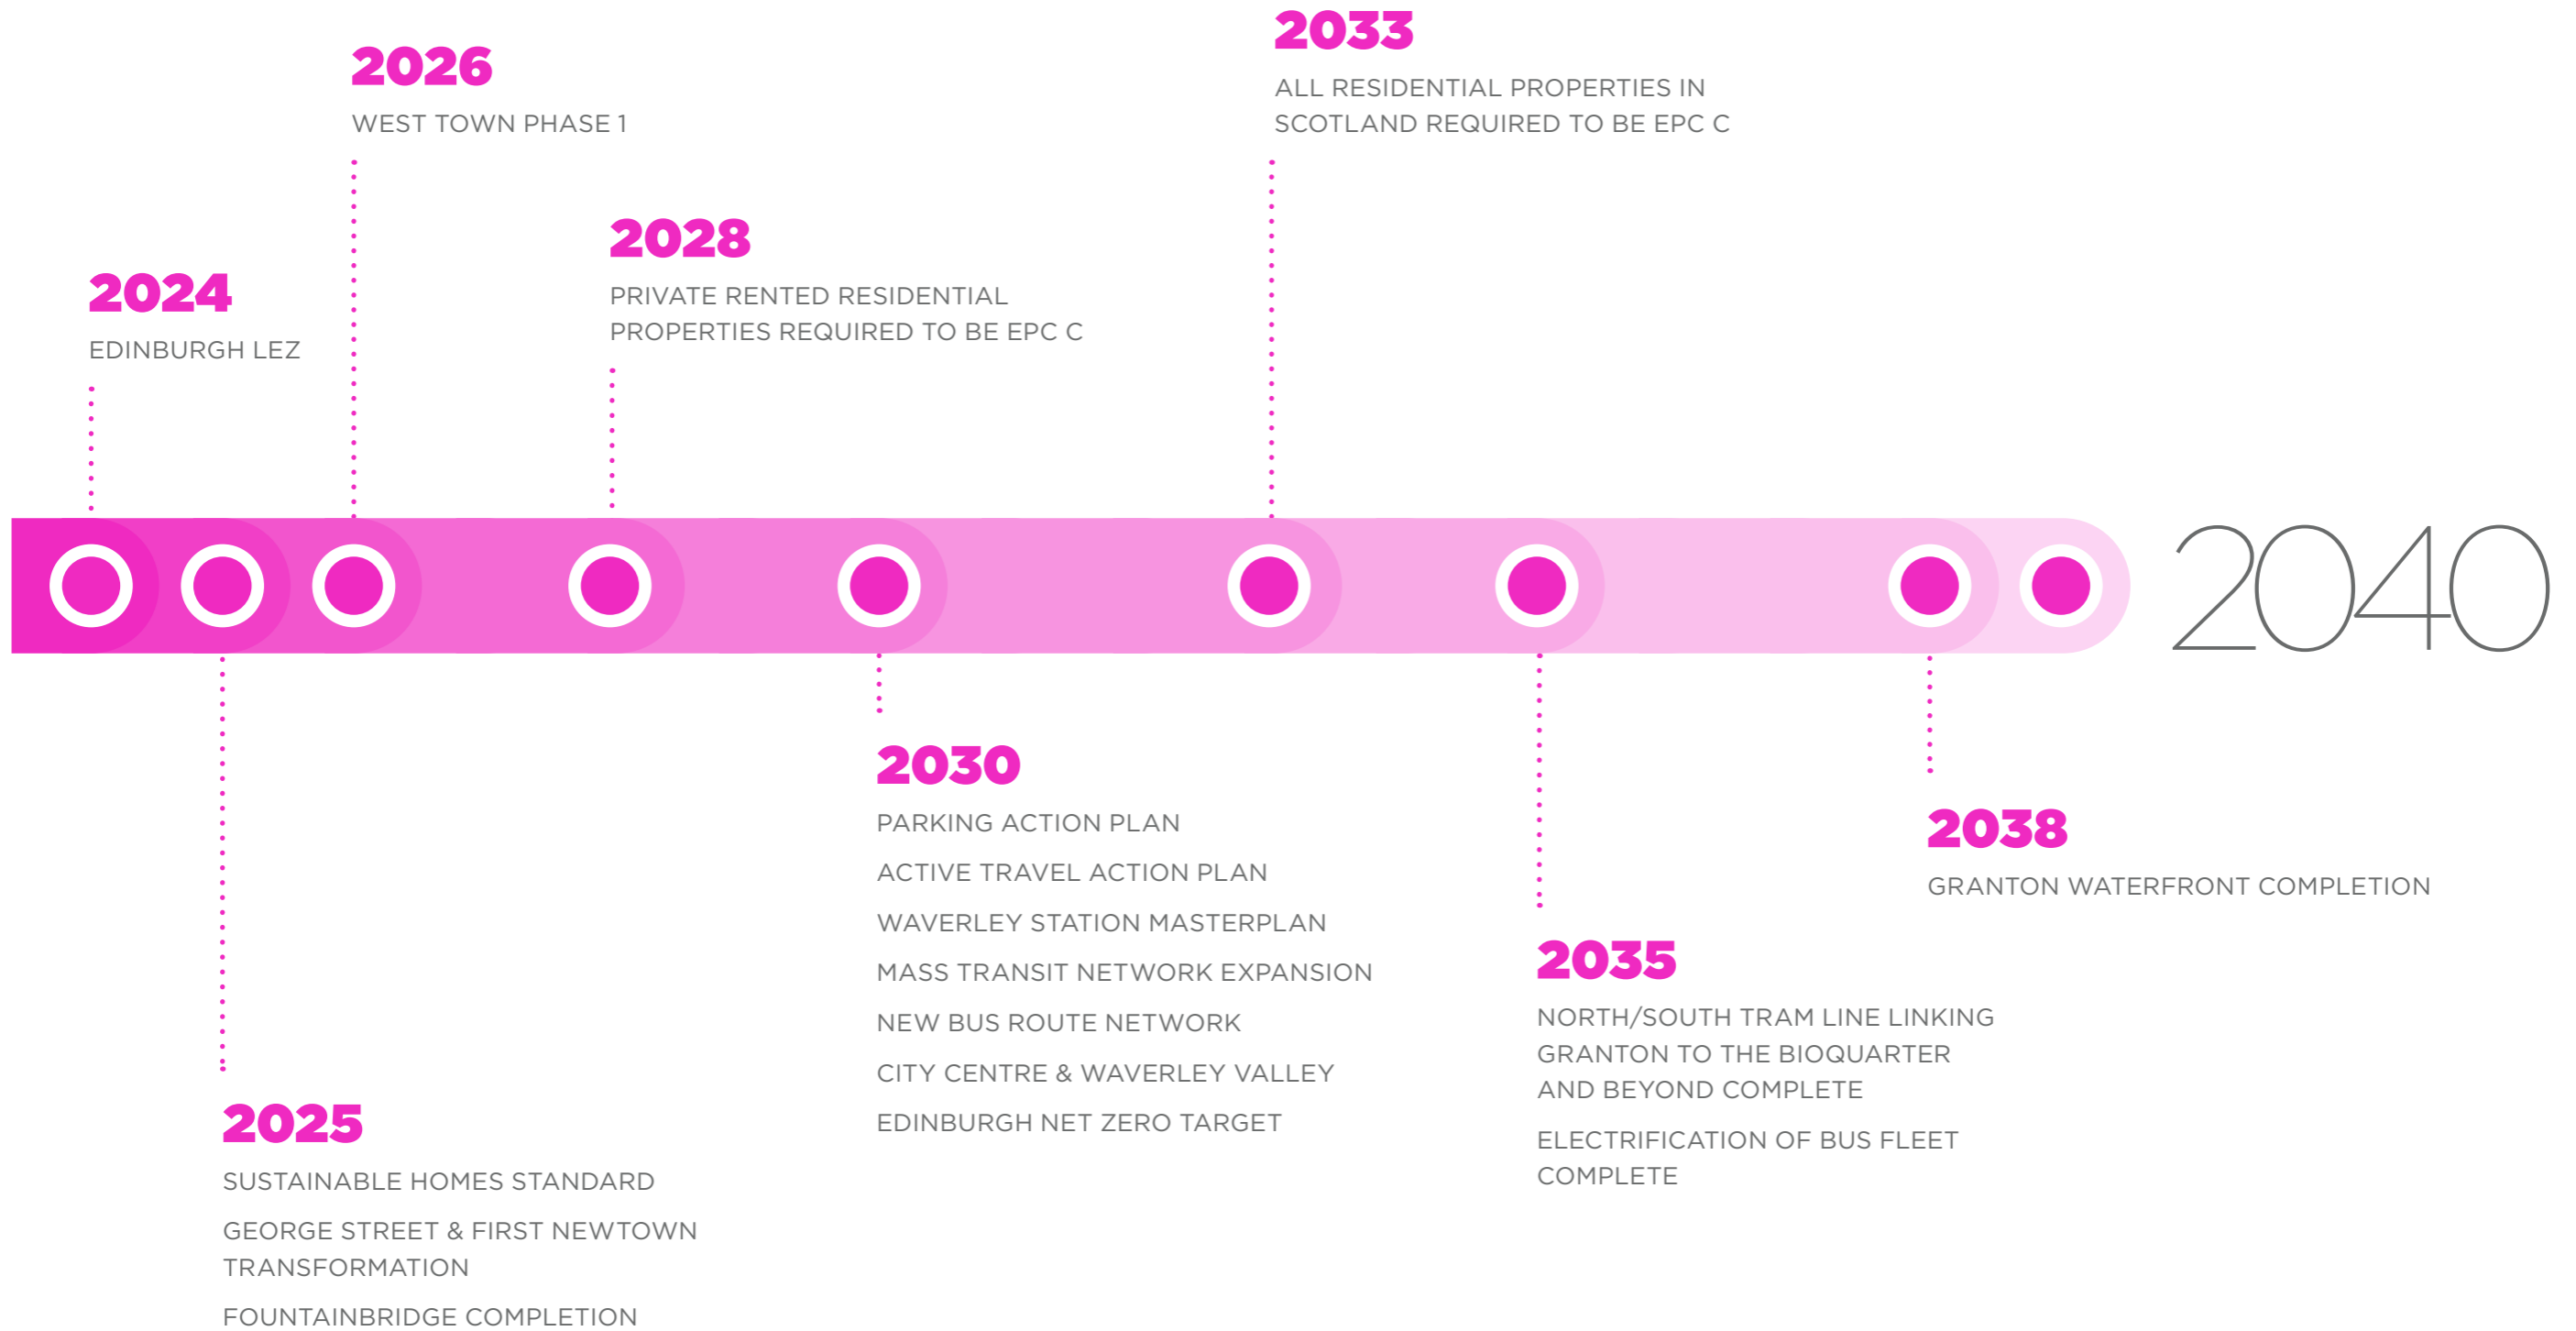 2033
ALL RESIDENTIAL PROPERTIES IN
SCOTLAND REQUIRED TO BE EPC C
2026
WEST TOWN PHASE 1
2028
PRIVATE RENTED RESIDENTIAL
PROPERTIES REQUIRED TO BE EPC C
2024
EDINBURGH LEZ
2040
2030
PARKING ACTION PLAN
ACTIVE TRAVEL ACTION PLAN
WAVERLEY STATION MASTERPLAN
MASS TRANSIT NETWORK EXPANSION
NEW BUS ROUTE NETWORK
CITY CENTRE & WAVERLEY VALLEY
EDINBURGH NET ZERO TARGET
2038
GRANTON WATERFRONT COMPLETION
2035
NORTH/SOUTH TRAM LINE LINKING
GRANTON TO THE BIOQUARTER
AND BEYOND COMPLETE
ELECTRIFICATION OF BUS FLEET
COMPLETE
2025
SUSTAINABLE HOMES STANDARD
GEORGE STREET & FIRST NEWTOWN
TRANSFORMATION
FOUNTAINBRIDGE COMPLETION